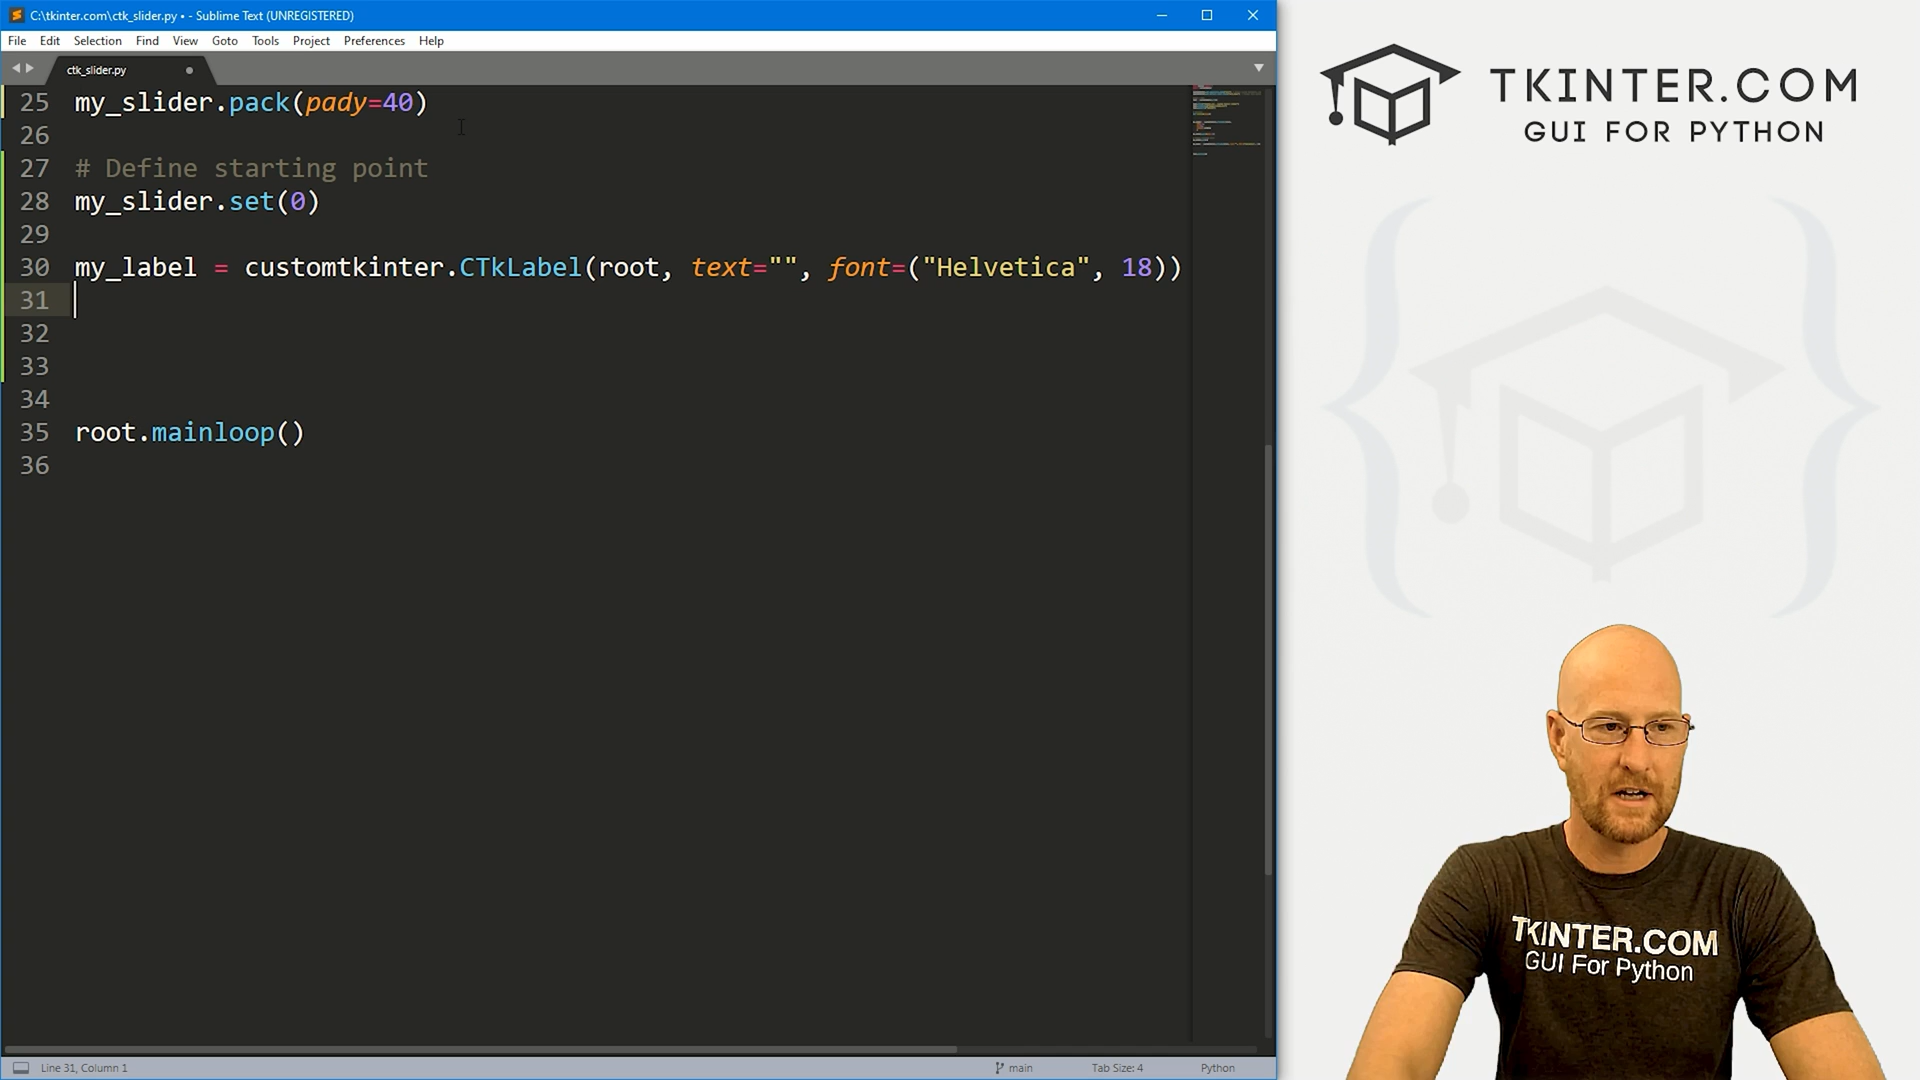 C:\tkinter.com\ctk_slider.py • - Sublime Text (UNREGISTERED)
File Edit Selection Find View Goto Tools Project Preferences Help
ctk_slider.py
25 my_slider.pack(pady=40)
26
27 # Define starting point
28 my_slider.set(0)
29
30 my_label = customtkinter.CTkLabel(root, text="", font=("Helvetica", 18))
31
32
33
34
35 root.mainloop()
36
Line 31, Column 1
main
Tab Size: 4
Python
TKINTER.COM
GUI FOR PYTHON
TKINTER.COM
GUI For Python